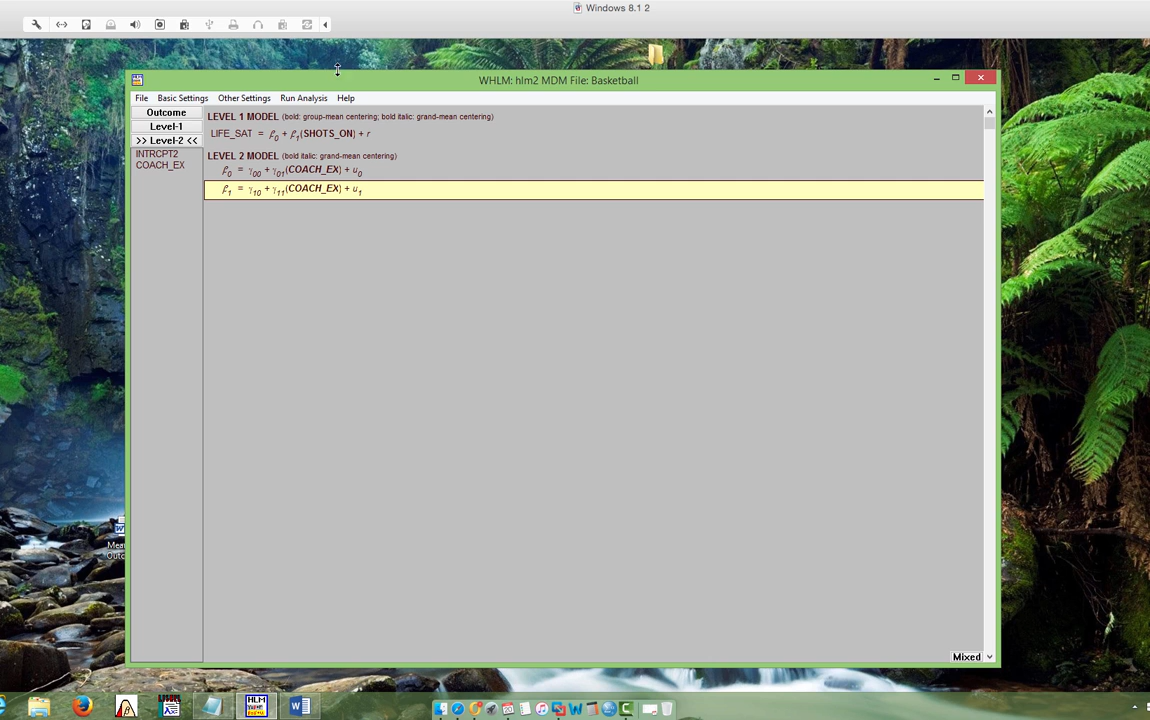 Windows 8.1 2
WHLM: hlm2 MDM File: Basketball
File Basic Settings Other Settings Run Analysis Help
Outcome
Level-1
>> Level-2 <<
INTRCPT2
COACH_EX
LEVEL 1 MODEL (bold: group-mean centering; bold italic: grand-mean centering)
LIFE_SAT = β0 + β1(SHOTS_ON) + r
LEVEL 2 MODEL (bold italic: grand-mean centering)
β0 = γ00 + γ01(COACH_EX) + u0
β1 = γ10 + γ11(COACH_EX) + u1
Mixed
HLM